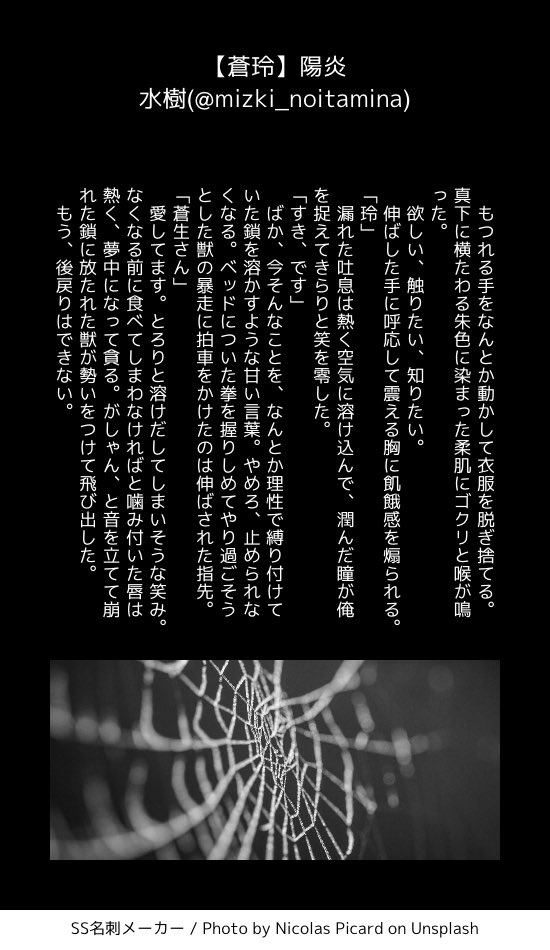 【蒼玲】陽炎
水樹(@mizki_noitamina)
もつれる手をなんとか動かして衣服を脱ぎ捨てる。
真下に横たわる朱色に染まった柔肌にゴクリと喉が鳴
った。
欲しい、触りたい、知りたい。
伸ばした手に呼応して震える胸に飢餓感を煽られる。
「玲」
漏れた吐息は熱く空気に溶け込んで、潤んだ瞳が俺
を捉えてきらりと笑を零した。
「すき、です」
ばか、今そんなことを、なんとか理性で縛り付けて
いた鎖を溶かすような甘い言葉。やめろ、止められな
くなる。ベッドについた拳を握りしめてやり過ごそう
とした獣の暴走に拍車をかけたのは伸ばされた指先。
「蒼生さん」
愛してます。とろりと溶けだしてしまいそうな笑み。
なくなる前に食べてしまわなければと噛み付いた唇は
熱く、夢中になって貪る。がしゃん、と音を立てて崩
れた鎖に放たれた獣が勢いをつけて飛び出した。
もう、後戻りはできない。
SS名刺メーカー / Photo by Nicolas Picard on Unsplash